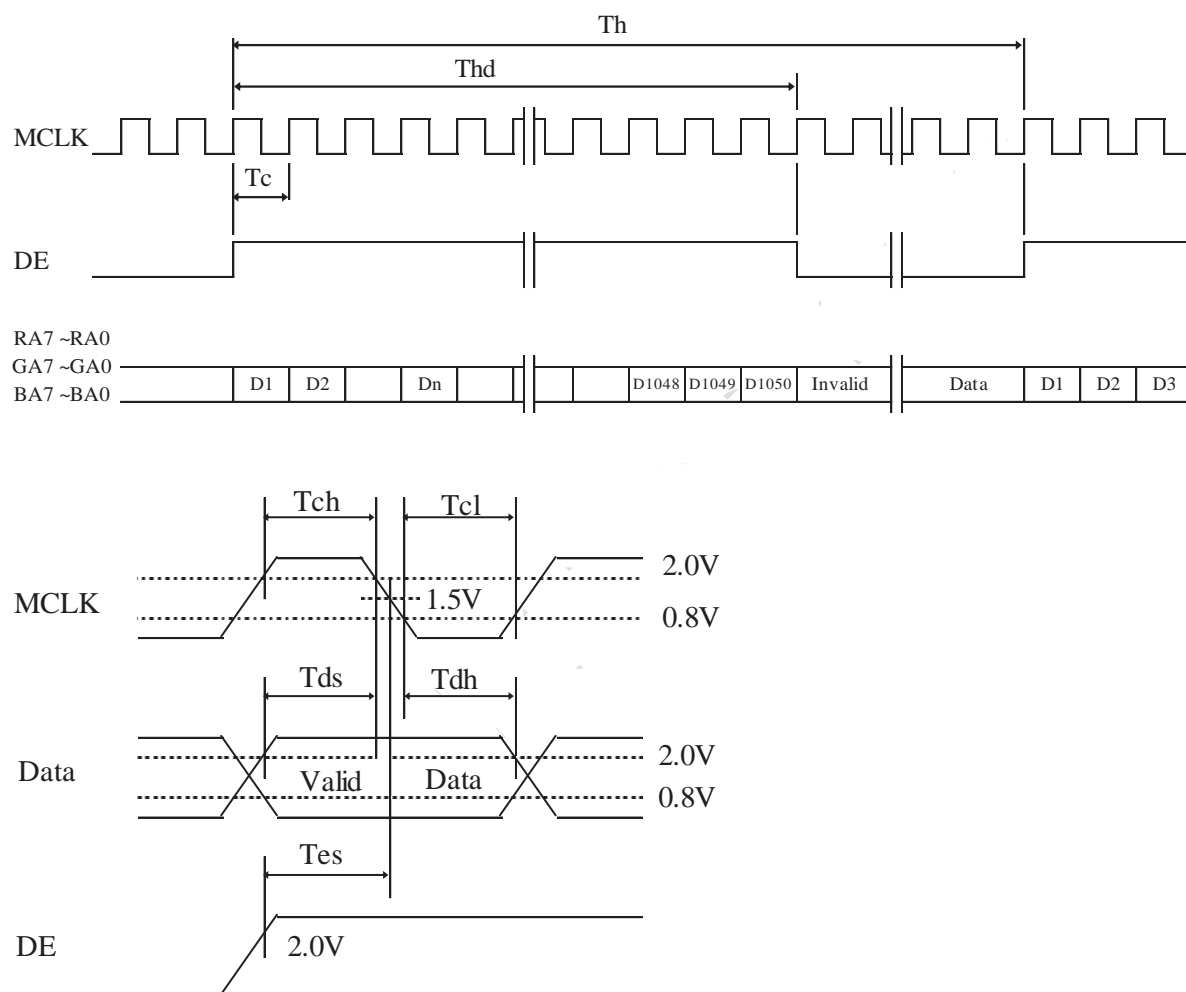 Th
Thd
MCLK
Tc
DE
RA7 ~RA0
GA7 ~GA0
BA7 ~BA0
D1 D2 Dn D1048 D1049 D1050 Invalid Data D1 D2 D3
Tch Tcl
2.0V
MCLK 1.5V
0.8V
Tds Tdh
2.0V
Data Valid Data
0.8V
Tes
DE 2.0V